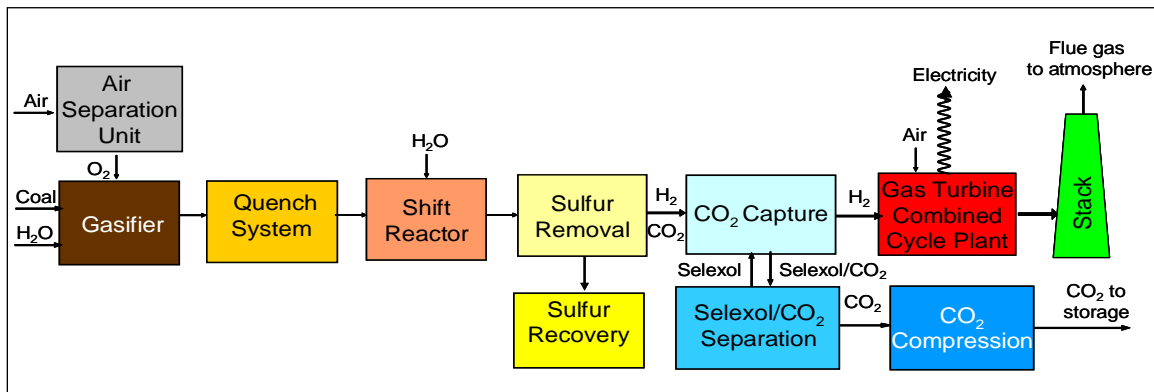 Air
Air
Separation
Unit
O₂
Coal
H₂O
Gasifier
Quench
System
H₂O
Shift
Reactor
Sulfur
Removal
Sulfur
Recovery
H₂
CO₂
CO₂ Capture
Selexol
Selexol/CO₂
Selexol/CO₂
Separation
CO₂
CO₂
Compression
CO₂ to
storage
H₂
Air
Electricity
Gas Turbine
Combined
Cycle Plant
Flue gas
to atmosphere
Stack